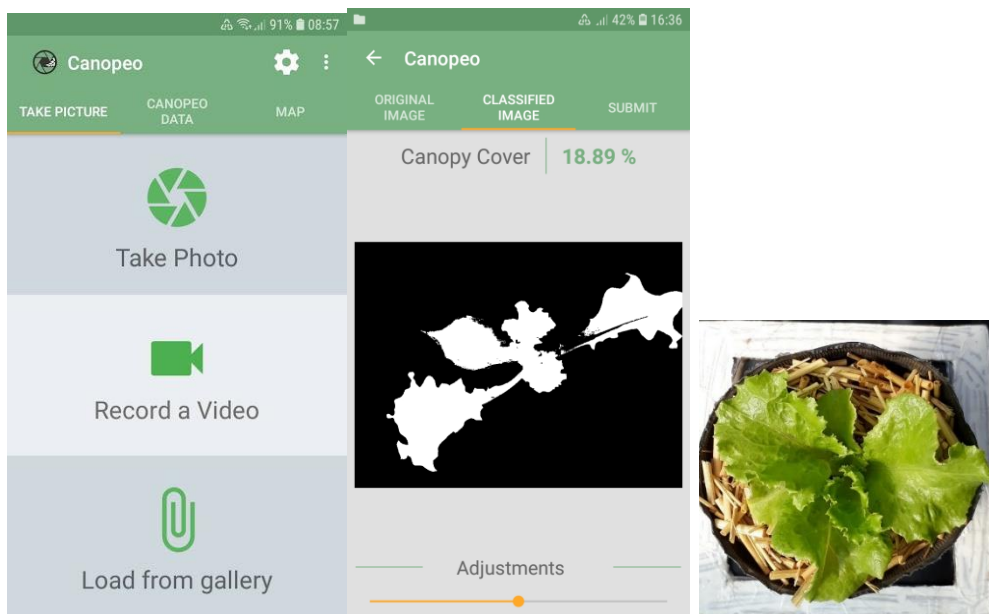 91% 08:57
Canopeo
TAKE PICTURE
CANOPEO
DATA
MAP
Take Photo
Record a Video
Load from gallery
42% 16:36
Canopeo
ORIGINAL
IMAGE
CLASSIFIED
IMAGE
SUBMIT
Canopy Cover 18.89 %
Adjustments